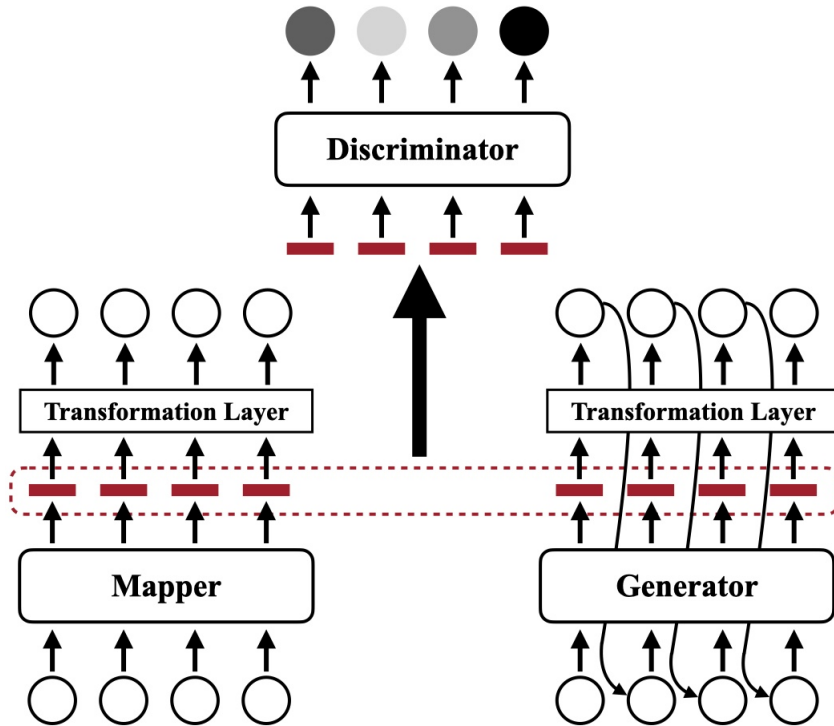 Discriminator
Transformation Layer
Transformation Layer
Mapper
Generator